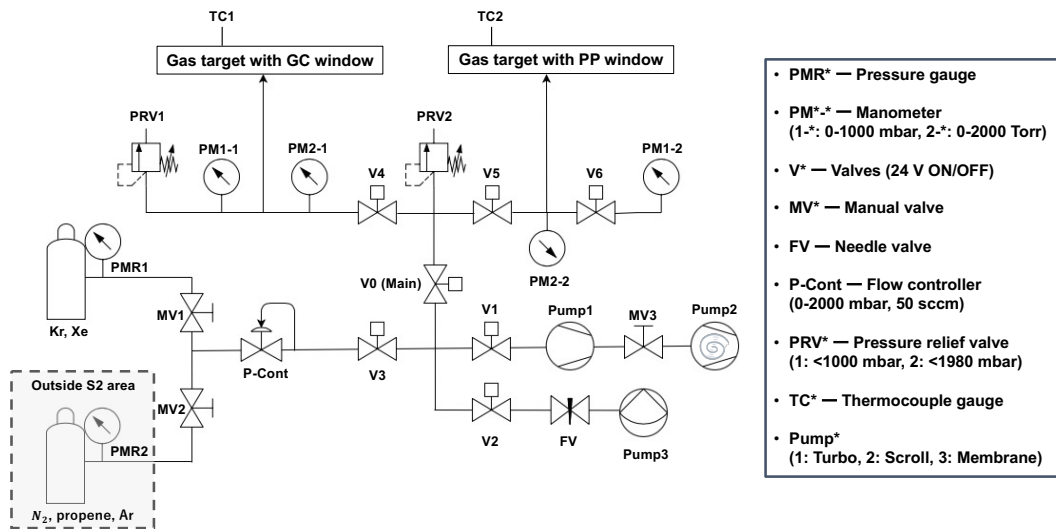 TC1
TC2
Gas target with GC window
Gas target with PP window
PRV1
PM1-1
PM2-1
PRV2
PM1-2
V4
V5
V6
PM2-2
PMR1
V0 (Main)
Kr, Xe
MV1
V1
Pump1
MV3
Pump2
P-Cont
V3
Outside S2 area
MV2
PMR2
V2
FV
Pump3
N₂, propene, Ar
• PMR* — Pressure gauge
• PM*-* — Manometer
(1-*: 0-1000 mbar, 2-*: 0-2000 Torr)
• V* — Valves (24 V ON/OFF)
• MV* — Manual valve
• FV — Needle valve
• P-Cont — Flow controller
(0-2000 mbar, 50 sccm)
• PRV* — Pressure relief valve
(1: <1000 mbar, 2: <1980 mbar)
• TC* — Thermocouple gauge
• Pump*
(1: Turbo, 2: Scroll, 3: Membrane)